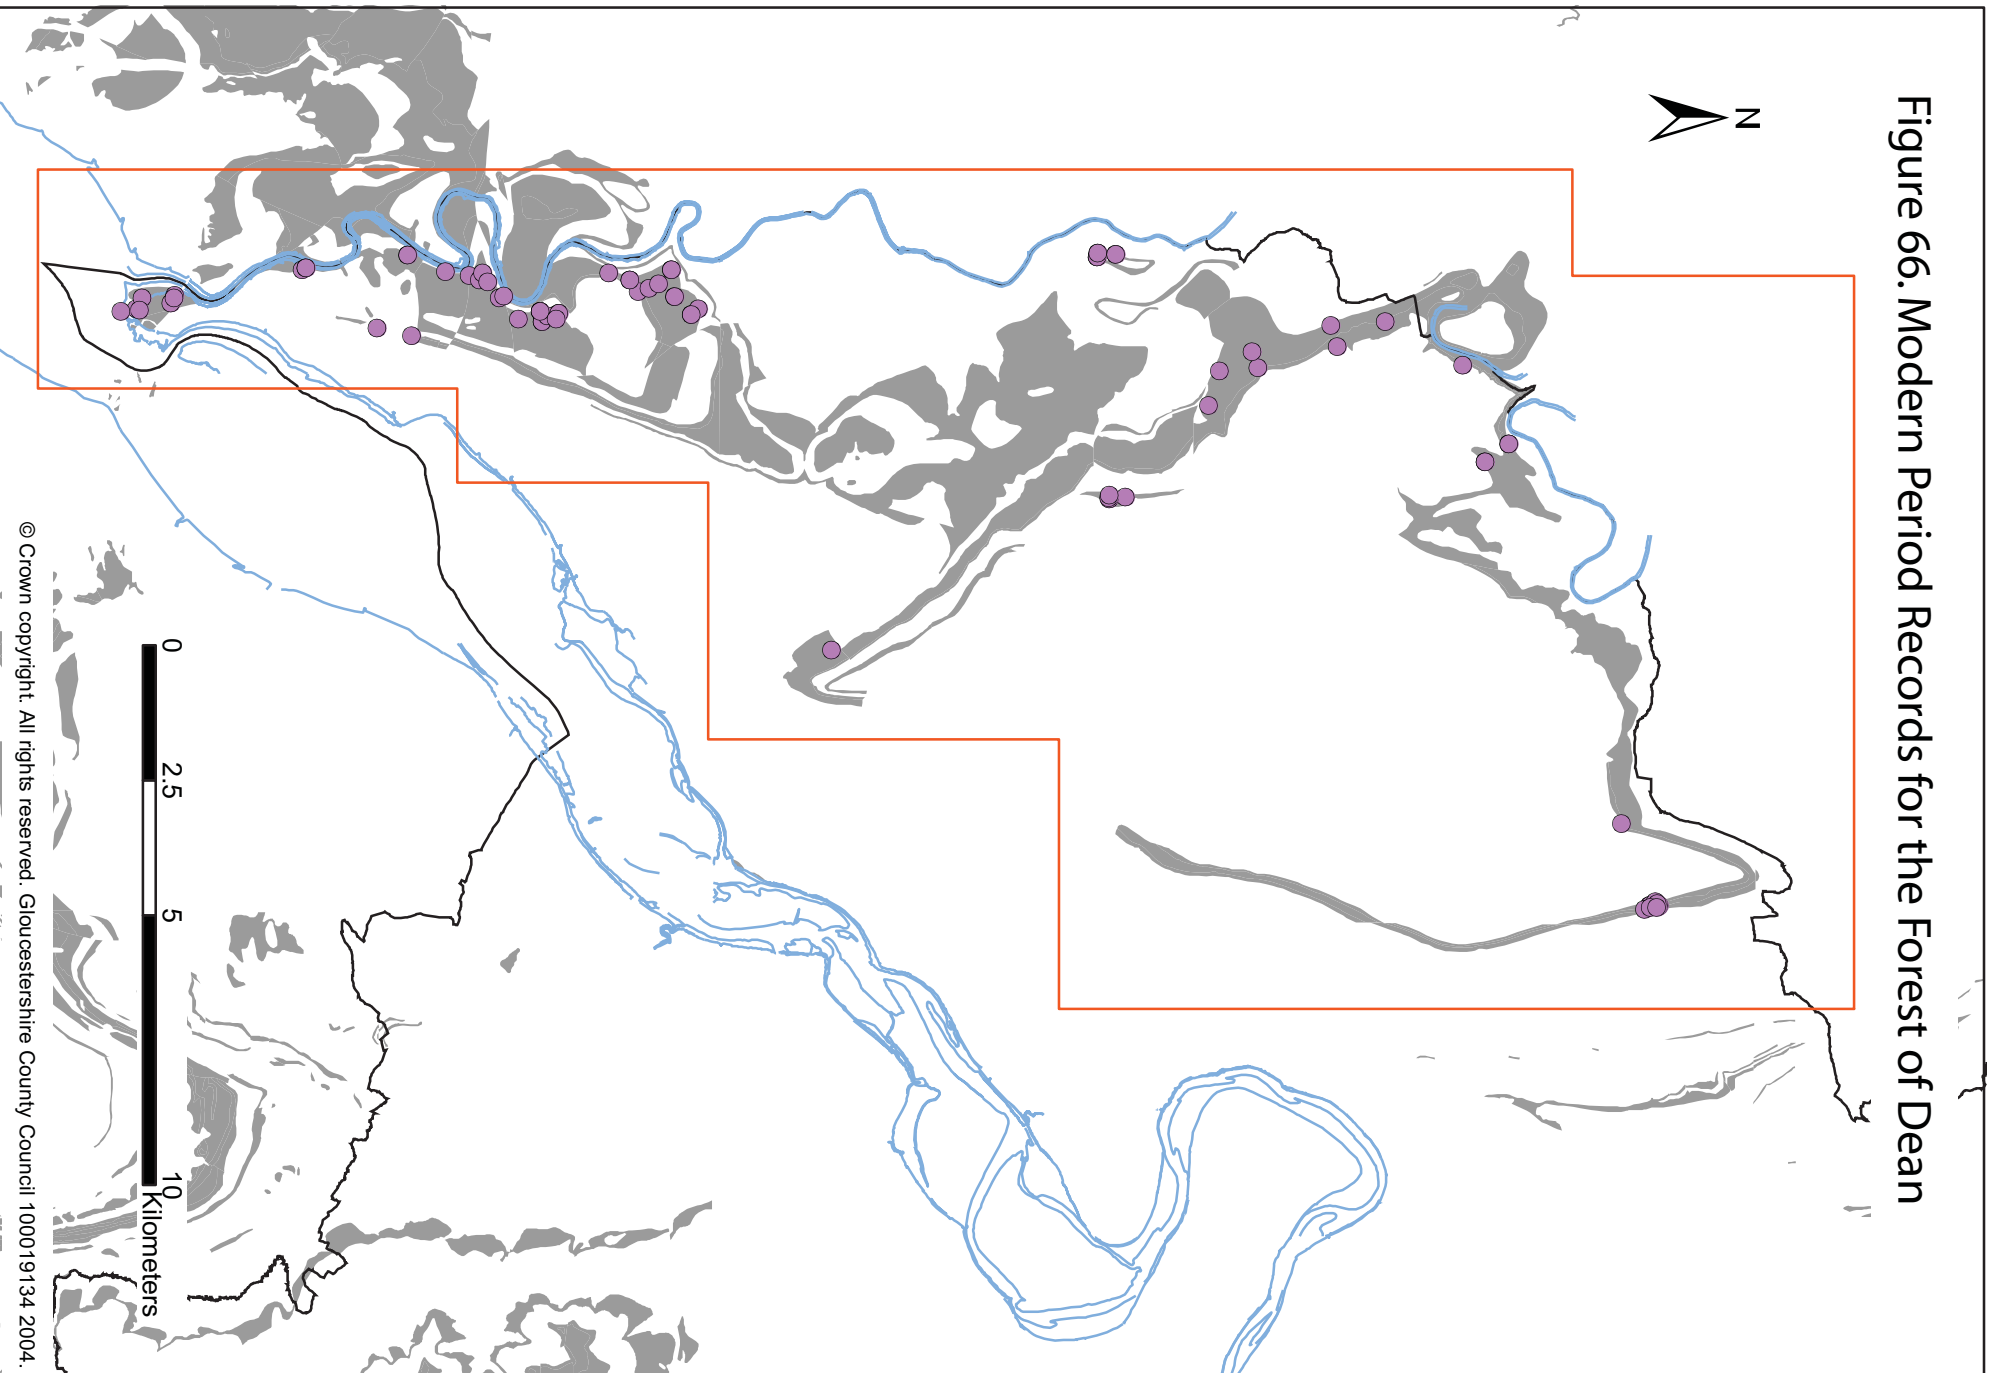 Figure 66. Modern Period Records for the Forest of Dean
N
0 2.5 5 10
Kilometers
© Crown copyright. All rights reserved. Gloucestershire County Council 100019134 2004.